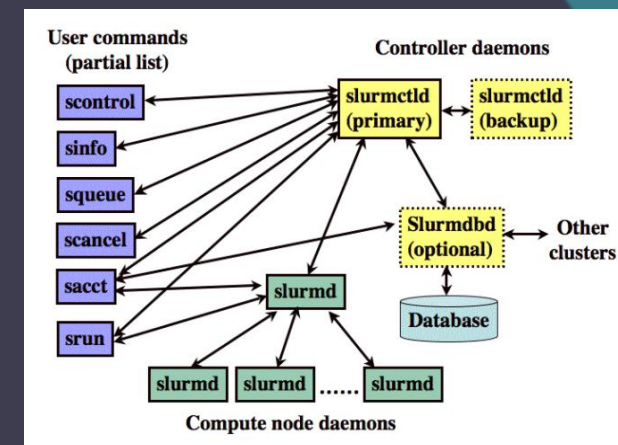 User commands
(partial list)
Controller daemons
scontrol
slurmctld
(primary)
slurmctld
(backup)
sinfo
squeue
scancel
Slurmdbd
(optional)
Other
clusters
sacct
slurmd
Database
srun
slurmd
slurmd
......
slurmd
Compute node daemons